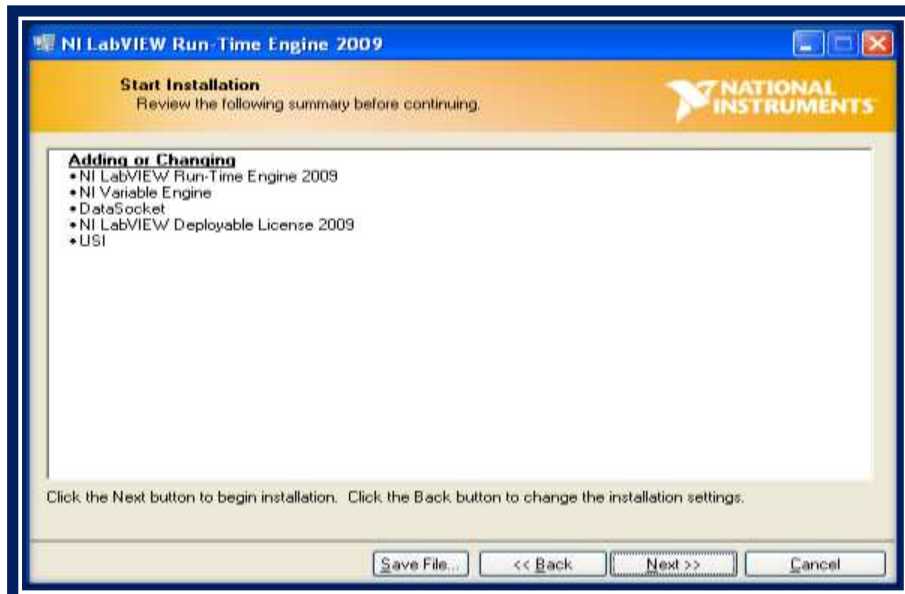 NI LabVIEW Run-Time Engine 2009
Start Installation
Review the following summary before continuing.
NATIONAL
INSTRUMENTS
Adding or Changing
• NI LabVIEW Run-Time Engine 2009
• NI Variable Engine
• DataSocket
• NI LabVIEW Deployable License 2009
• USI
Click the Next button to begin installation. Click the Back button to change the installation settings.
Save File... << Back Next >> Cancel